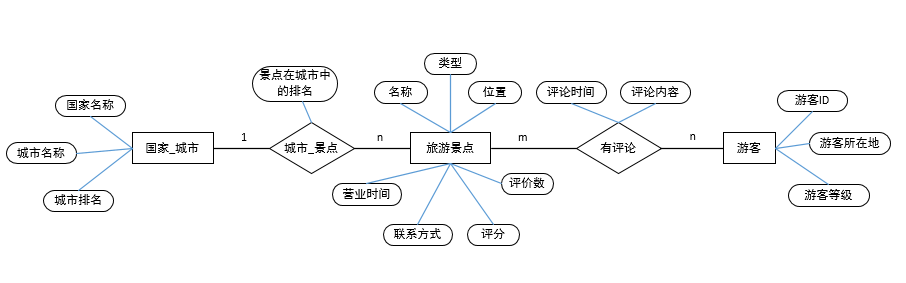 类型
景点在城市中
的排名
名称
位置
评论时间
评论内容
游客ID
国家名称
1
n
m
n
城市名称
国家_城市
城市_景点
旅游景点
有评论
游客
游客所在地
评价数
城市排名
营业时间
游客等级
联系方式
评分